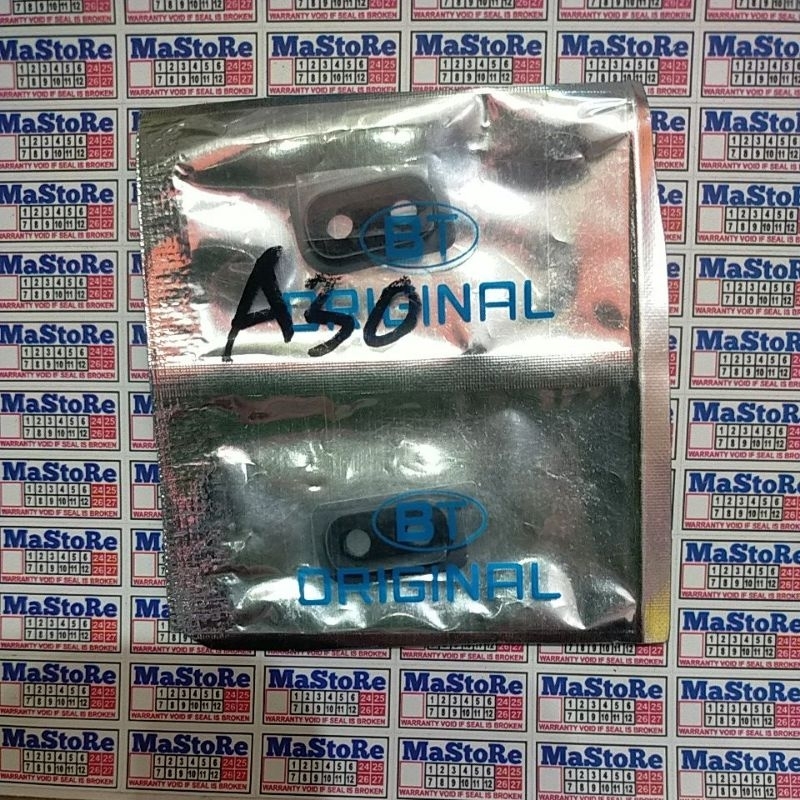 BT
A30
ORIGINAL
BT
ORIGINAL
MaStoRe
1 2 3 4 5 6 24 25
7 8 9 10 11 12 26 27
WARRANTY VOID IF SEAL IS BROKEN